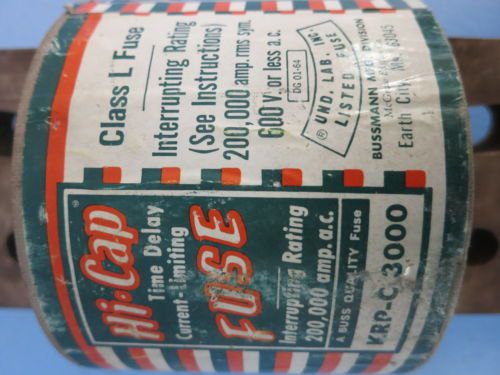 Class L Fuse
Interrupting Rating
(See Instructions)
200,000 amp. rms sym.
600 V. or less a.c.
DG 01-64
® UND. LAB. INC.
LISTED FUSE
BUSSMANN MFG. DIVISION
Earth City, Mo. 63045
Hi-Cap
®
Time Delay
Current-Limiting
FUSE
Interrupting Rating
200,000 amp. a.c.
A BUSS QUALITY Fuse
KRP-C 3000